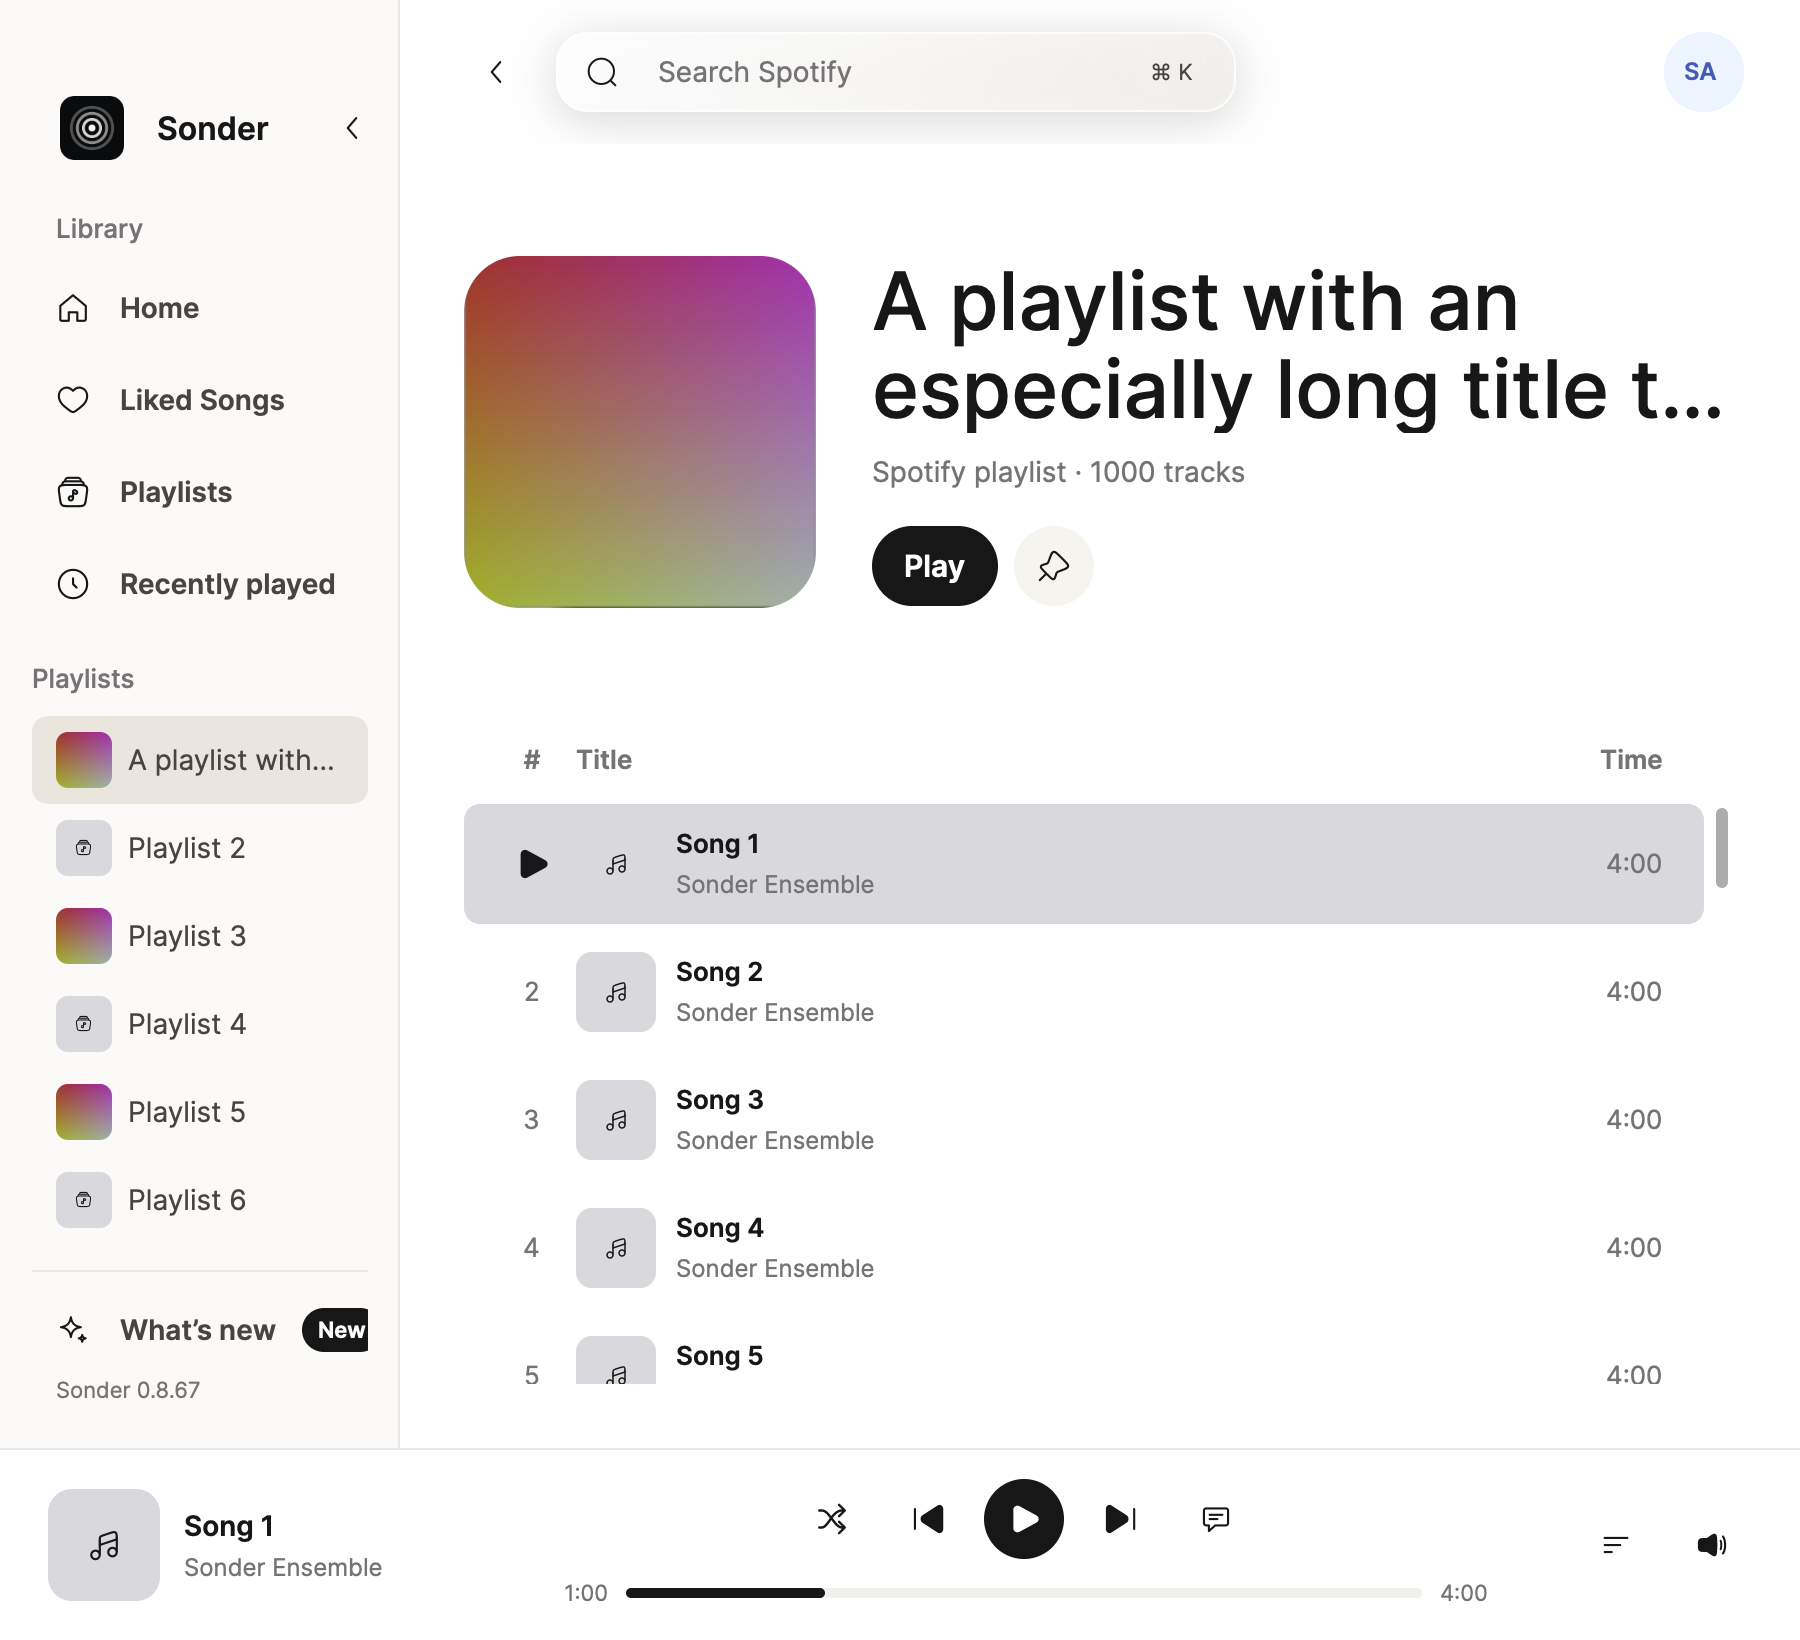 Sonder
Library
Home
Liked Songs
Playlists
Recently played
Playlists
A playlist with...
Playlist 2
Playlist 3
Playlist 4
Playlist 5
Playlist 6
What’s new New
Sonder 0.8.67
Search Spotify ⌘ K
SA
A playlist with an
especially long title t...
Spotify playlist · 1000 tracks
Play
# Title Time
Song 1
Sonder Ensemble
4:00
2
Song 2
Sonder Ensemble
4:00
3
Song 3
Sonder Ensemble
4:00
4
Song 4
Sonder Ensemble
4:00
5
Song 5
4:00
Song 1
Sonder Ensemble
1:00
4:00